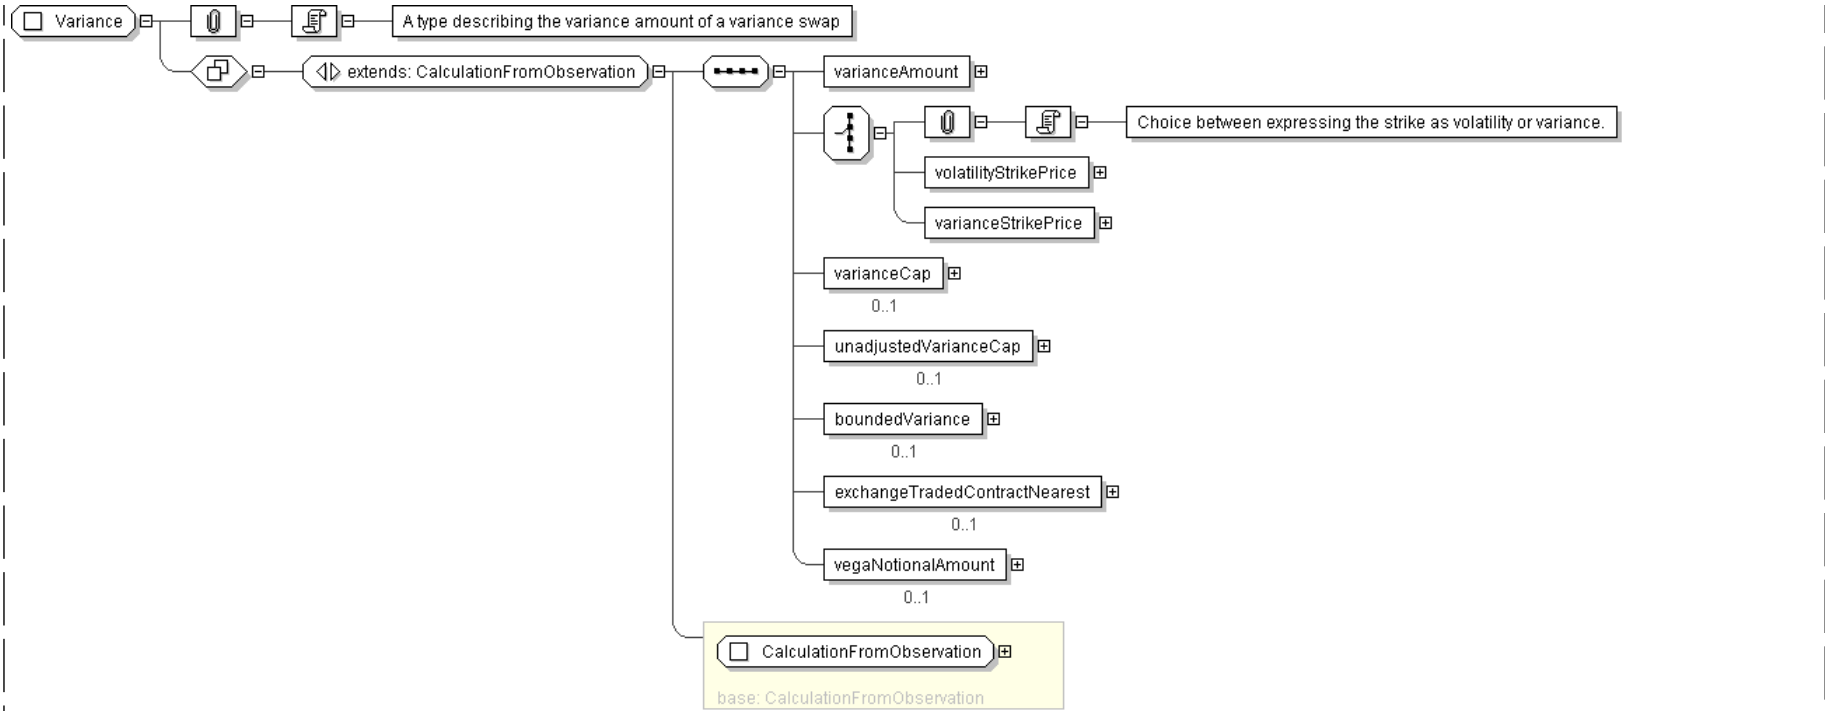 Variance
A type describing the variance amount of a variance swap
extends: CalculationFromObservation
varianceAmount
Choice between expressing the strike as volatility or variance.
volatilityStrikePrice
varianceStrikePrice
varianceCap
0..1
unadjustedVarianceCap
0..1
boundedVariance
0..1
exchangeTradedContractNearest
0..1
vegaNotionalAmount
0..1
CalculationFromObservation
base: CalculationFromObservation